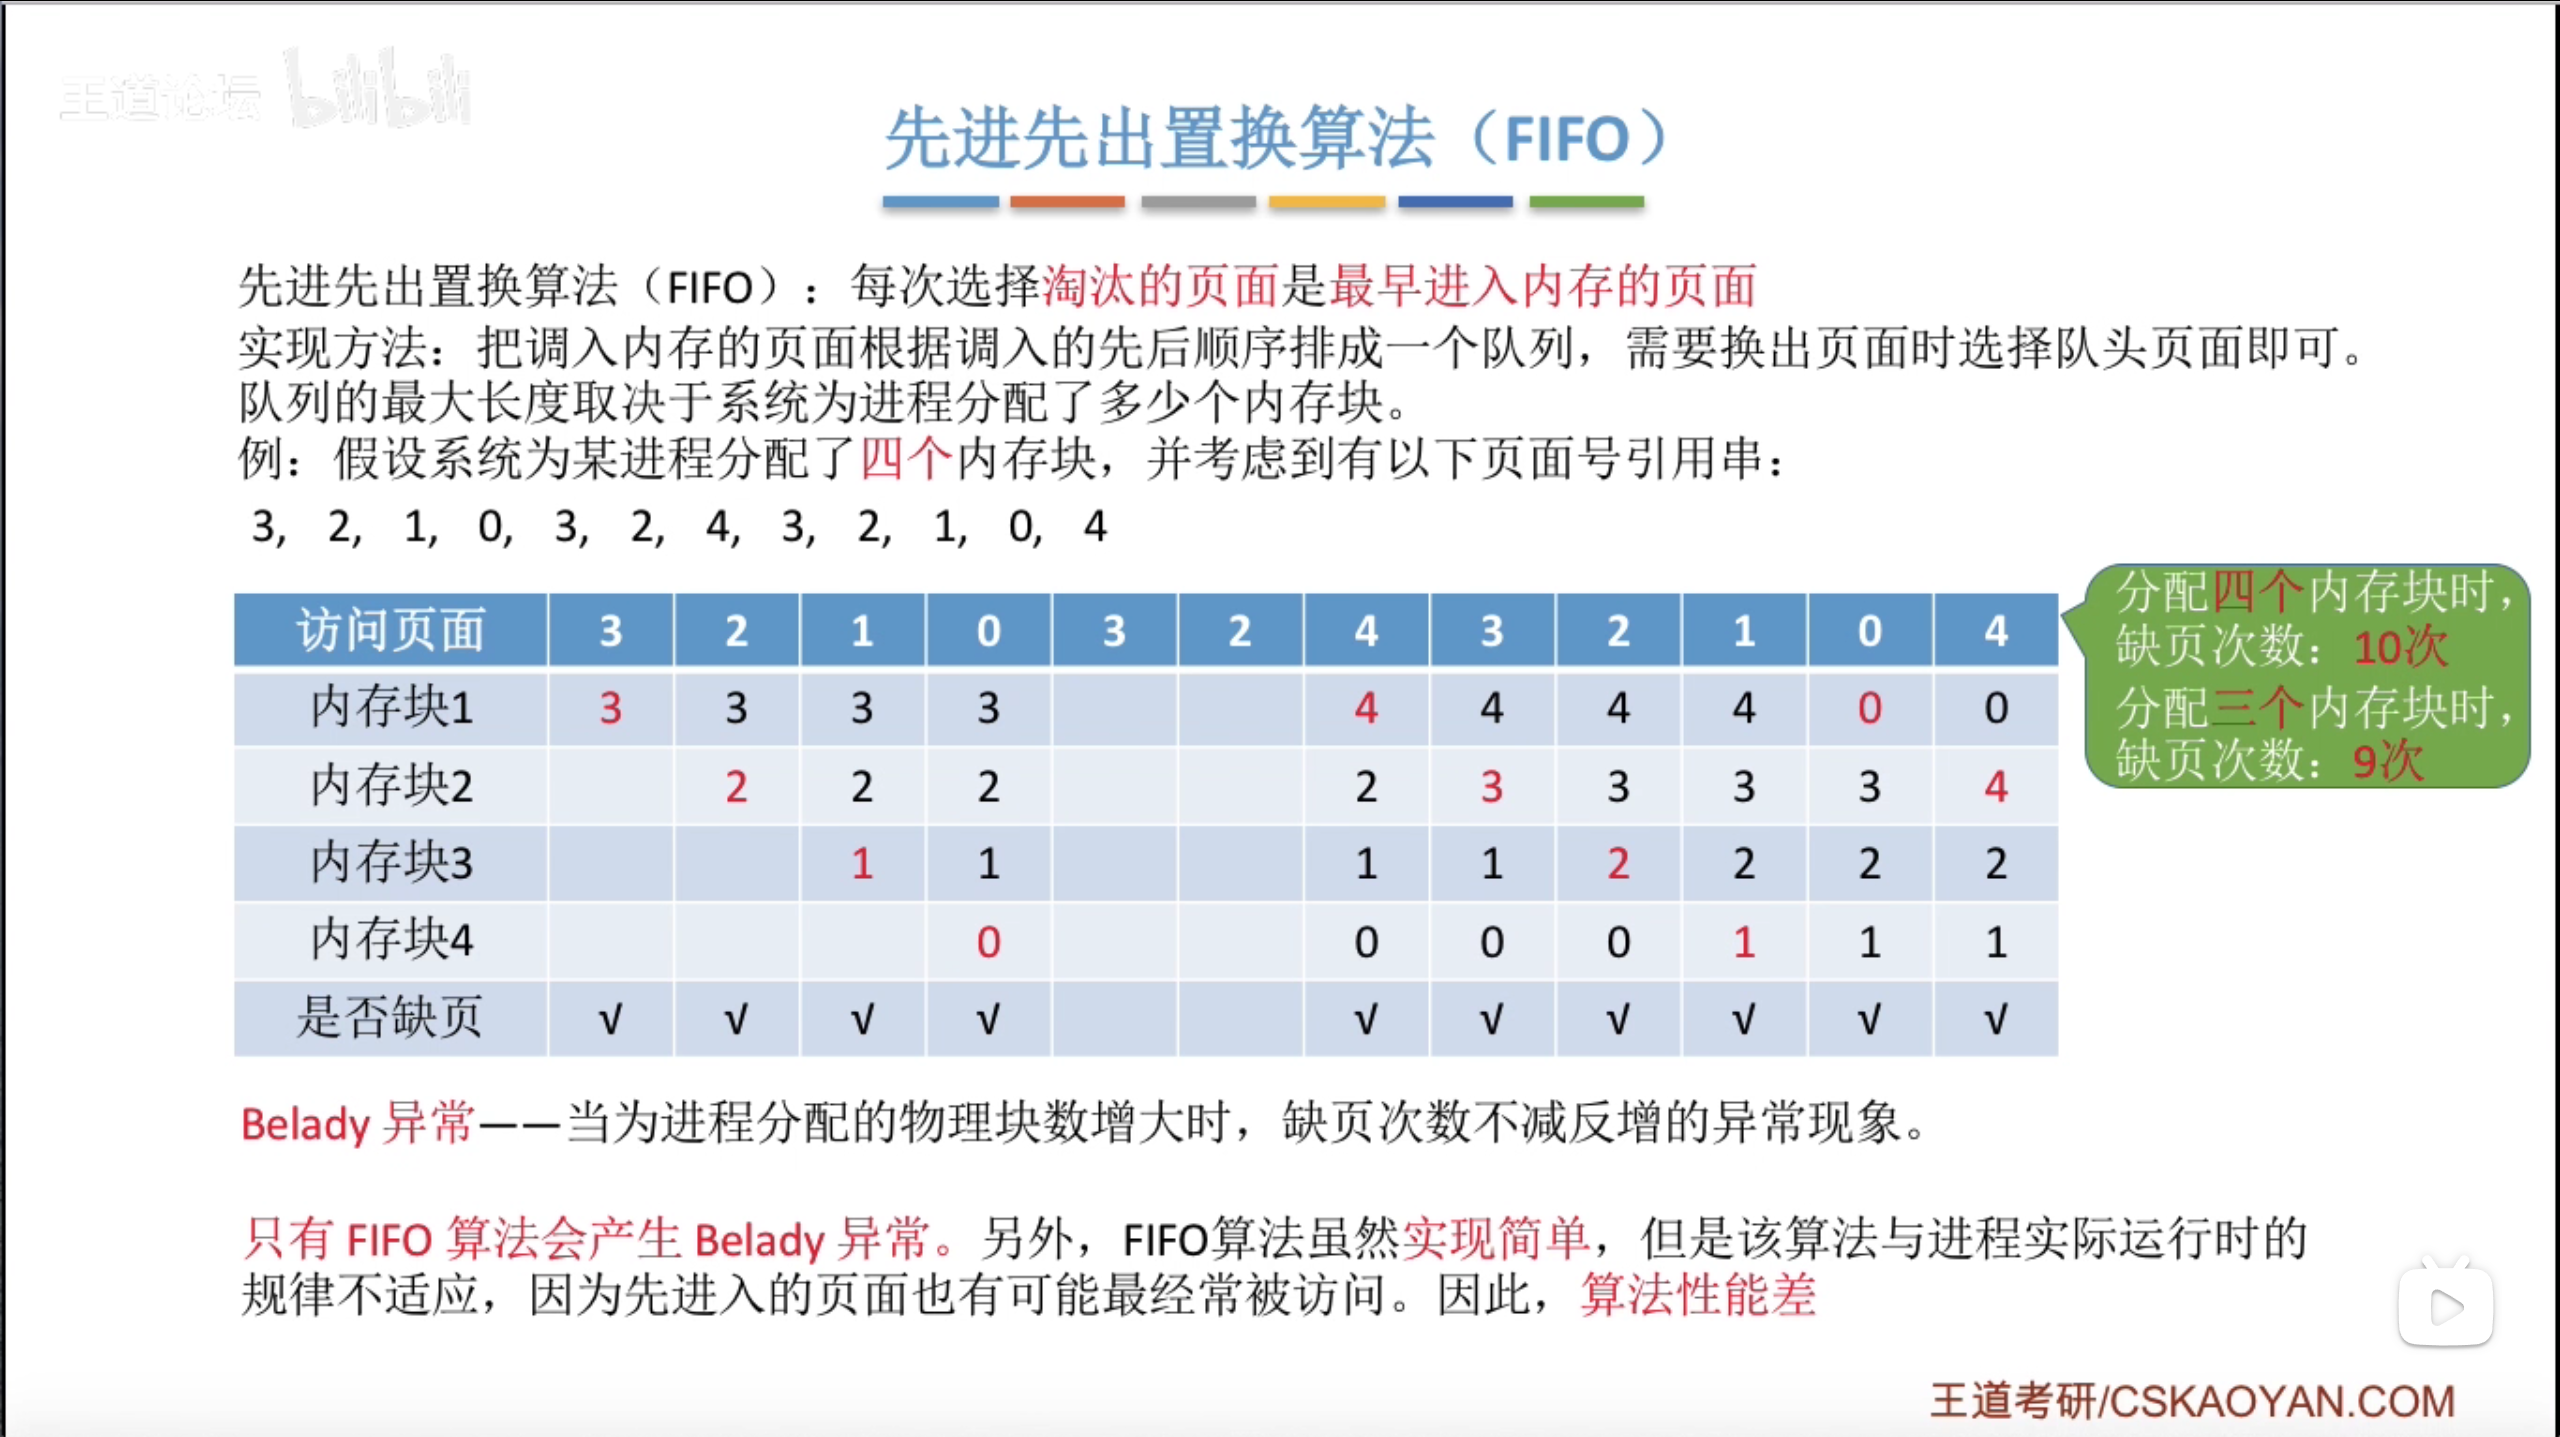 王道论坛 bilibili
先进先出置换算法（FIFO）
先进先出置换算法（FIFO）：每次选择淘汰的页面是最早进入内存的页面
实现方法：把调入内存的页面根据调入的先后顺序排成一个队列，需要换出页面时选择队头页面即可。
队列的最大长度取决于系统为进程分配了多少个内存块。
例：假设系统为某进程分配了四个内存块，并考虑到有以下页面号引用串：
3, 2, 1, 0, 3, 2, 4, 3, 2, 1, 0, 4
访问页面 3 2 1 0 3 2 4 3 2 1 0 4
内存块1 3 3 3 3 4 4 4 4 0 0
内存块2 2 2 2 2 3 3 3 3 4
内存块3 1 1 1 1 2 2 2 2
内存块4 0 0 0 0 1 1 1
是否缺页 √ √ √ √ √ √ √ √ √ √
分配四个内存块时，
缺页次数：10次
分配三个内存块时，
缺页次数：9次
Belady 异常——当为进程分配的物理块数增大时，缺页次数不减反增的异常现象。
只有 FIFO 算法会产生 Belady 异常。另外，FIFO算法虽然实现简单，但是该算法与进程实际运行时的
规律不适应，因为先进入的页面也有可能最经常被访问。因此，算法性能差
王道考研/CSKAOYAN.COM